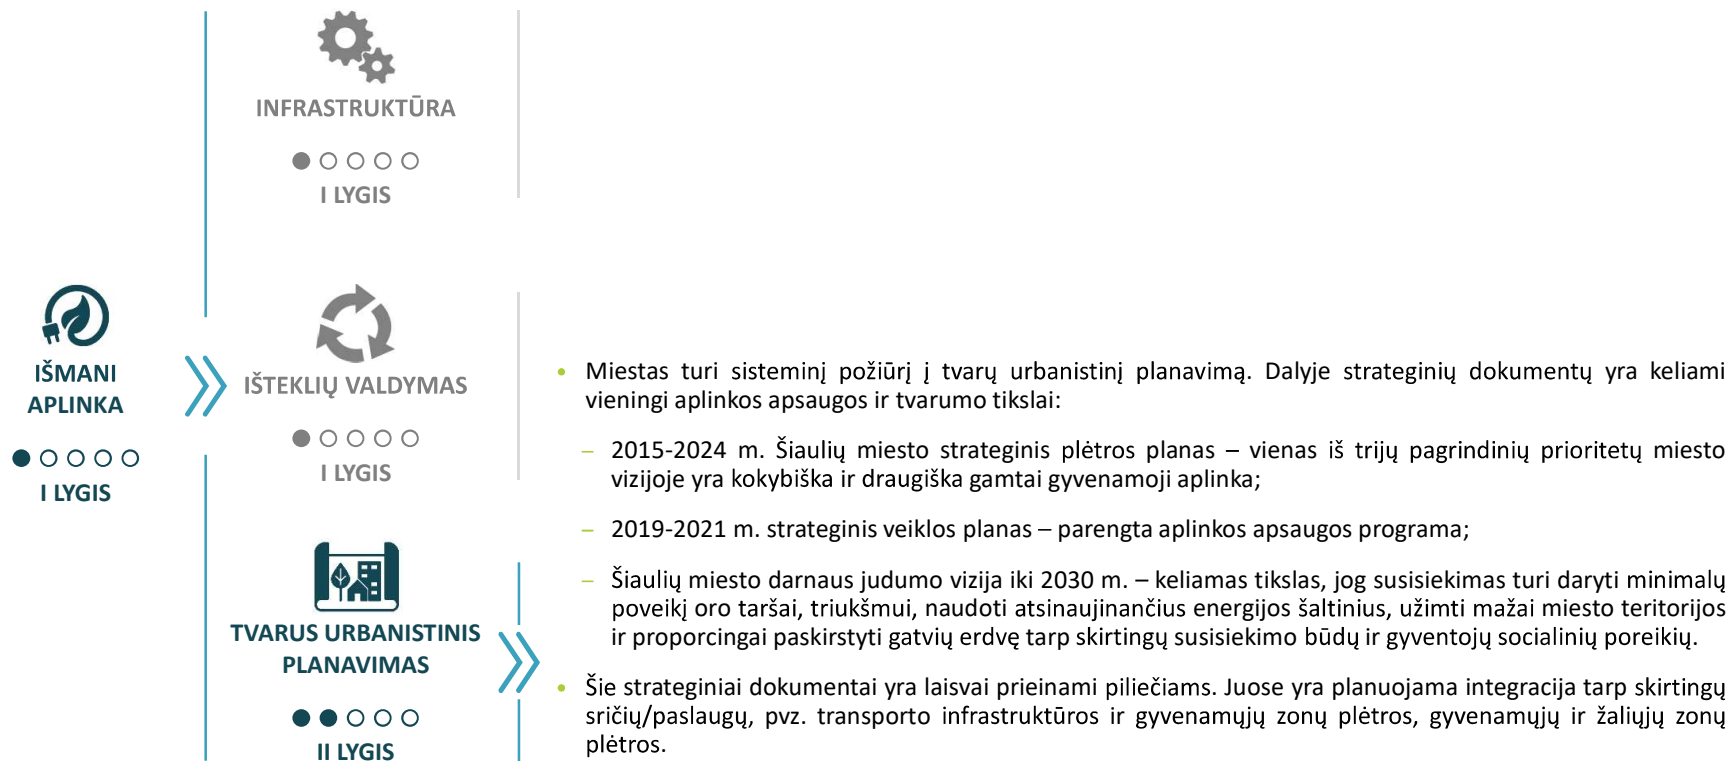 INFRASTRUKTŪRA
I LYGIS
IŠMANI
APLINKA
I LYGIS
IŠTEKLIŲ VALDYMAS
I LYGIS
TVARUS URBANISTINIS
PLANAVIMAS
II LYGIS
• Miestas turi sisteminį požiūrį į tvarų urbanistinį planavimą. Dalyje strateginių dokumentų yra keliami
vieningi aplinkos apsaugos ir tvarumo tikslai:
– 2015-2024 m. Šiaulių miesto strateginis plėtros planas – vienas iš trijų pagrindinių prioritetų miesto
vizijoje yra kokybiška ir draugiška gamtai gyvenamoji aplinka;
– 2019-2021 m. strateginis veiklos planas – parengta aplinkos apsaugos programa;
– Šiaulių miesto darnaus judumo vizija iki 2030 m. – keliamas tikslas, jog susisiekimas turi daryti minimalų
poveikį oro taršai, triukšmui, naudoti atsinaujinančius energijos šaltinius, užimti mažai miesto teritorijos
ir proporcingai paskirstyti gatvių erdvę tarp skirtingų susisiekimo būdų ir gyventojų socialinių poreikių.
• Šie strateginiai dokumentai yra laisvai prieinami piliečiams. Juose yra planuojama integracija tarp skirtingų
sričių/paslaugų, pvz. transporto infrastruktūros ir gyvenamųjų zonų plėtros, gyvenamųjų ir žaliųjų zonų
plėtros.